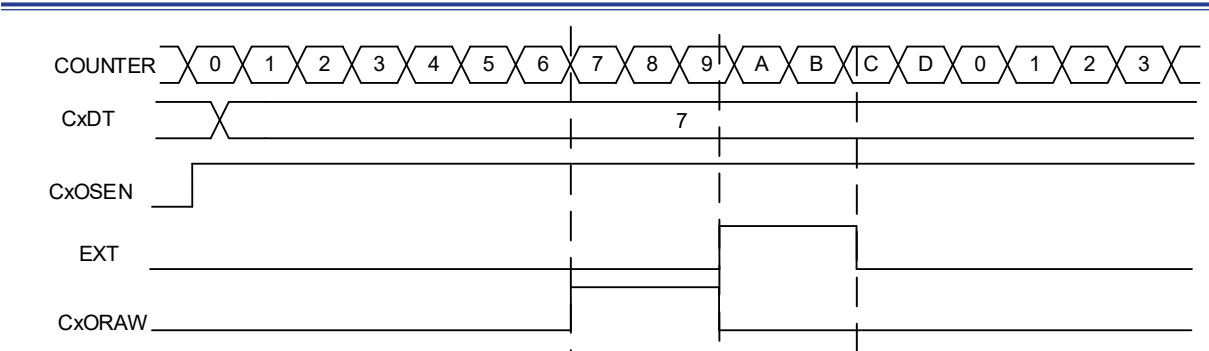 COUNTER 0 1 2 3 4 5 6 7 8 9 A B C D 0 1 2 3
CxDT 7
CxOSEN
EXT
CxORAW